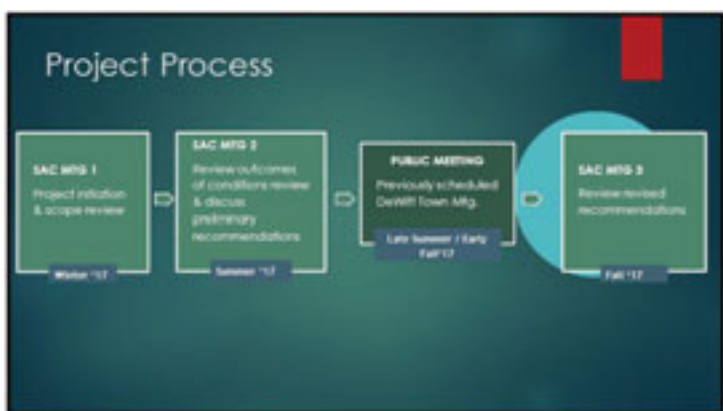 Project Process
SAC MTG 1
Project initiation
& scope review
Winter '17
SAC MTG 2
Review outcomes
of conditions review
& discuss
preliminary
recommendations
Summer '17
PUBLIC MEETING
Previously scheduled
DeWitt Town Mtg.
Late Summer / Early
Fall'17
SAC MTG 3
Review revised
recommendations
Fall '17